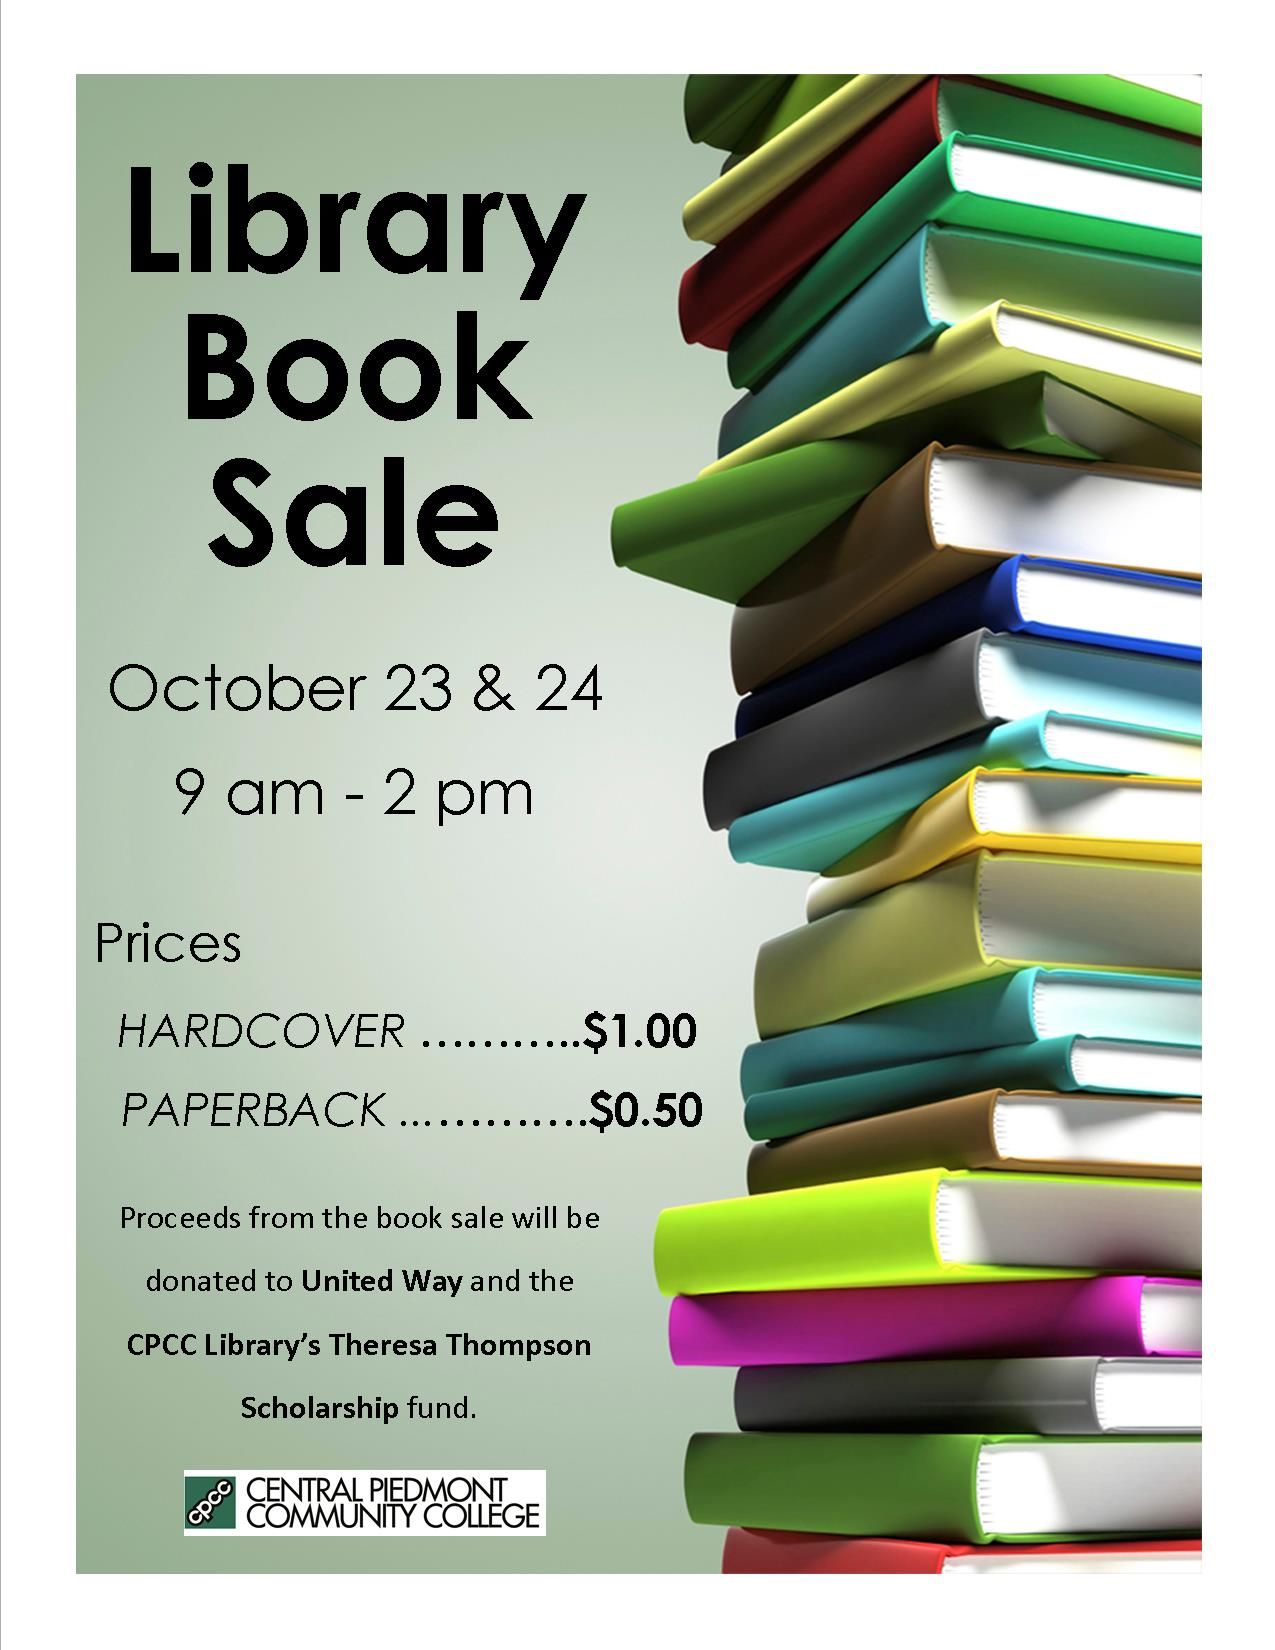 Library
Book
Sale
October 23 & 24
9 am - 2 pm
Prices
HARDCOVER ………..$1.00
PAPERBACK ...……….$0.50
Proceeds from the book sale will be
donated to United Way and the
CPCC Library’s Theresa Thompson
Scholarship fund.
cpcc CENTRAL PIEDMONT
COMMUNITY COLLEGE